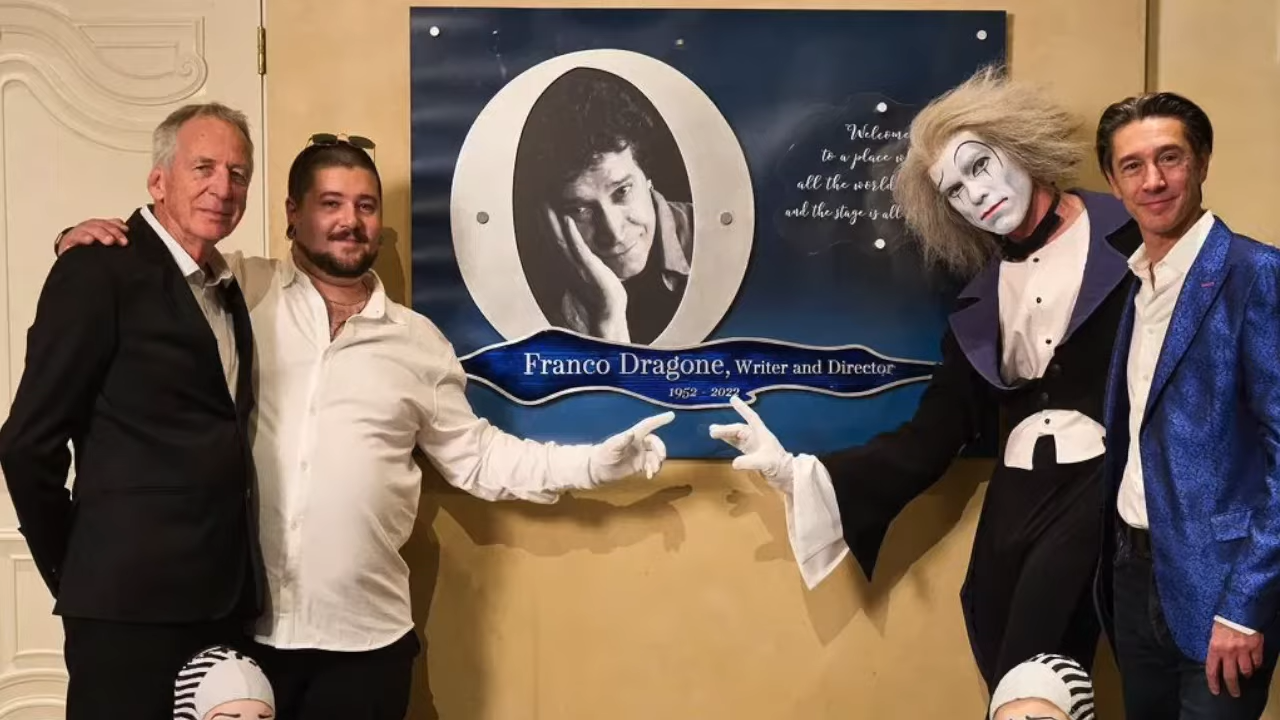 Welcome
to a place
all the world
and the stage is all
Franco Dragone, Writer and Director
1952 - 2022